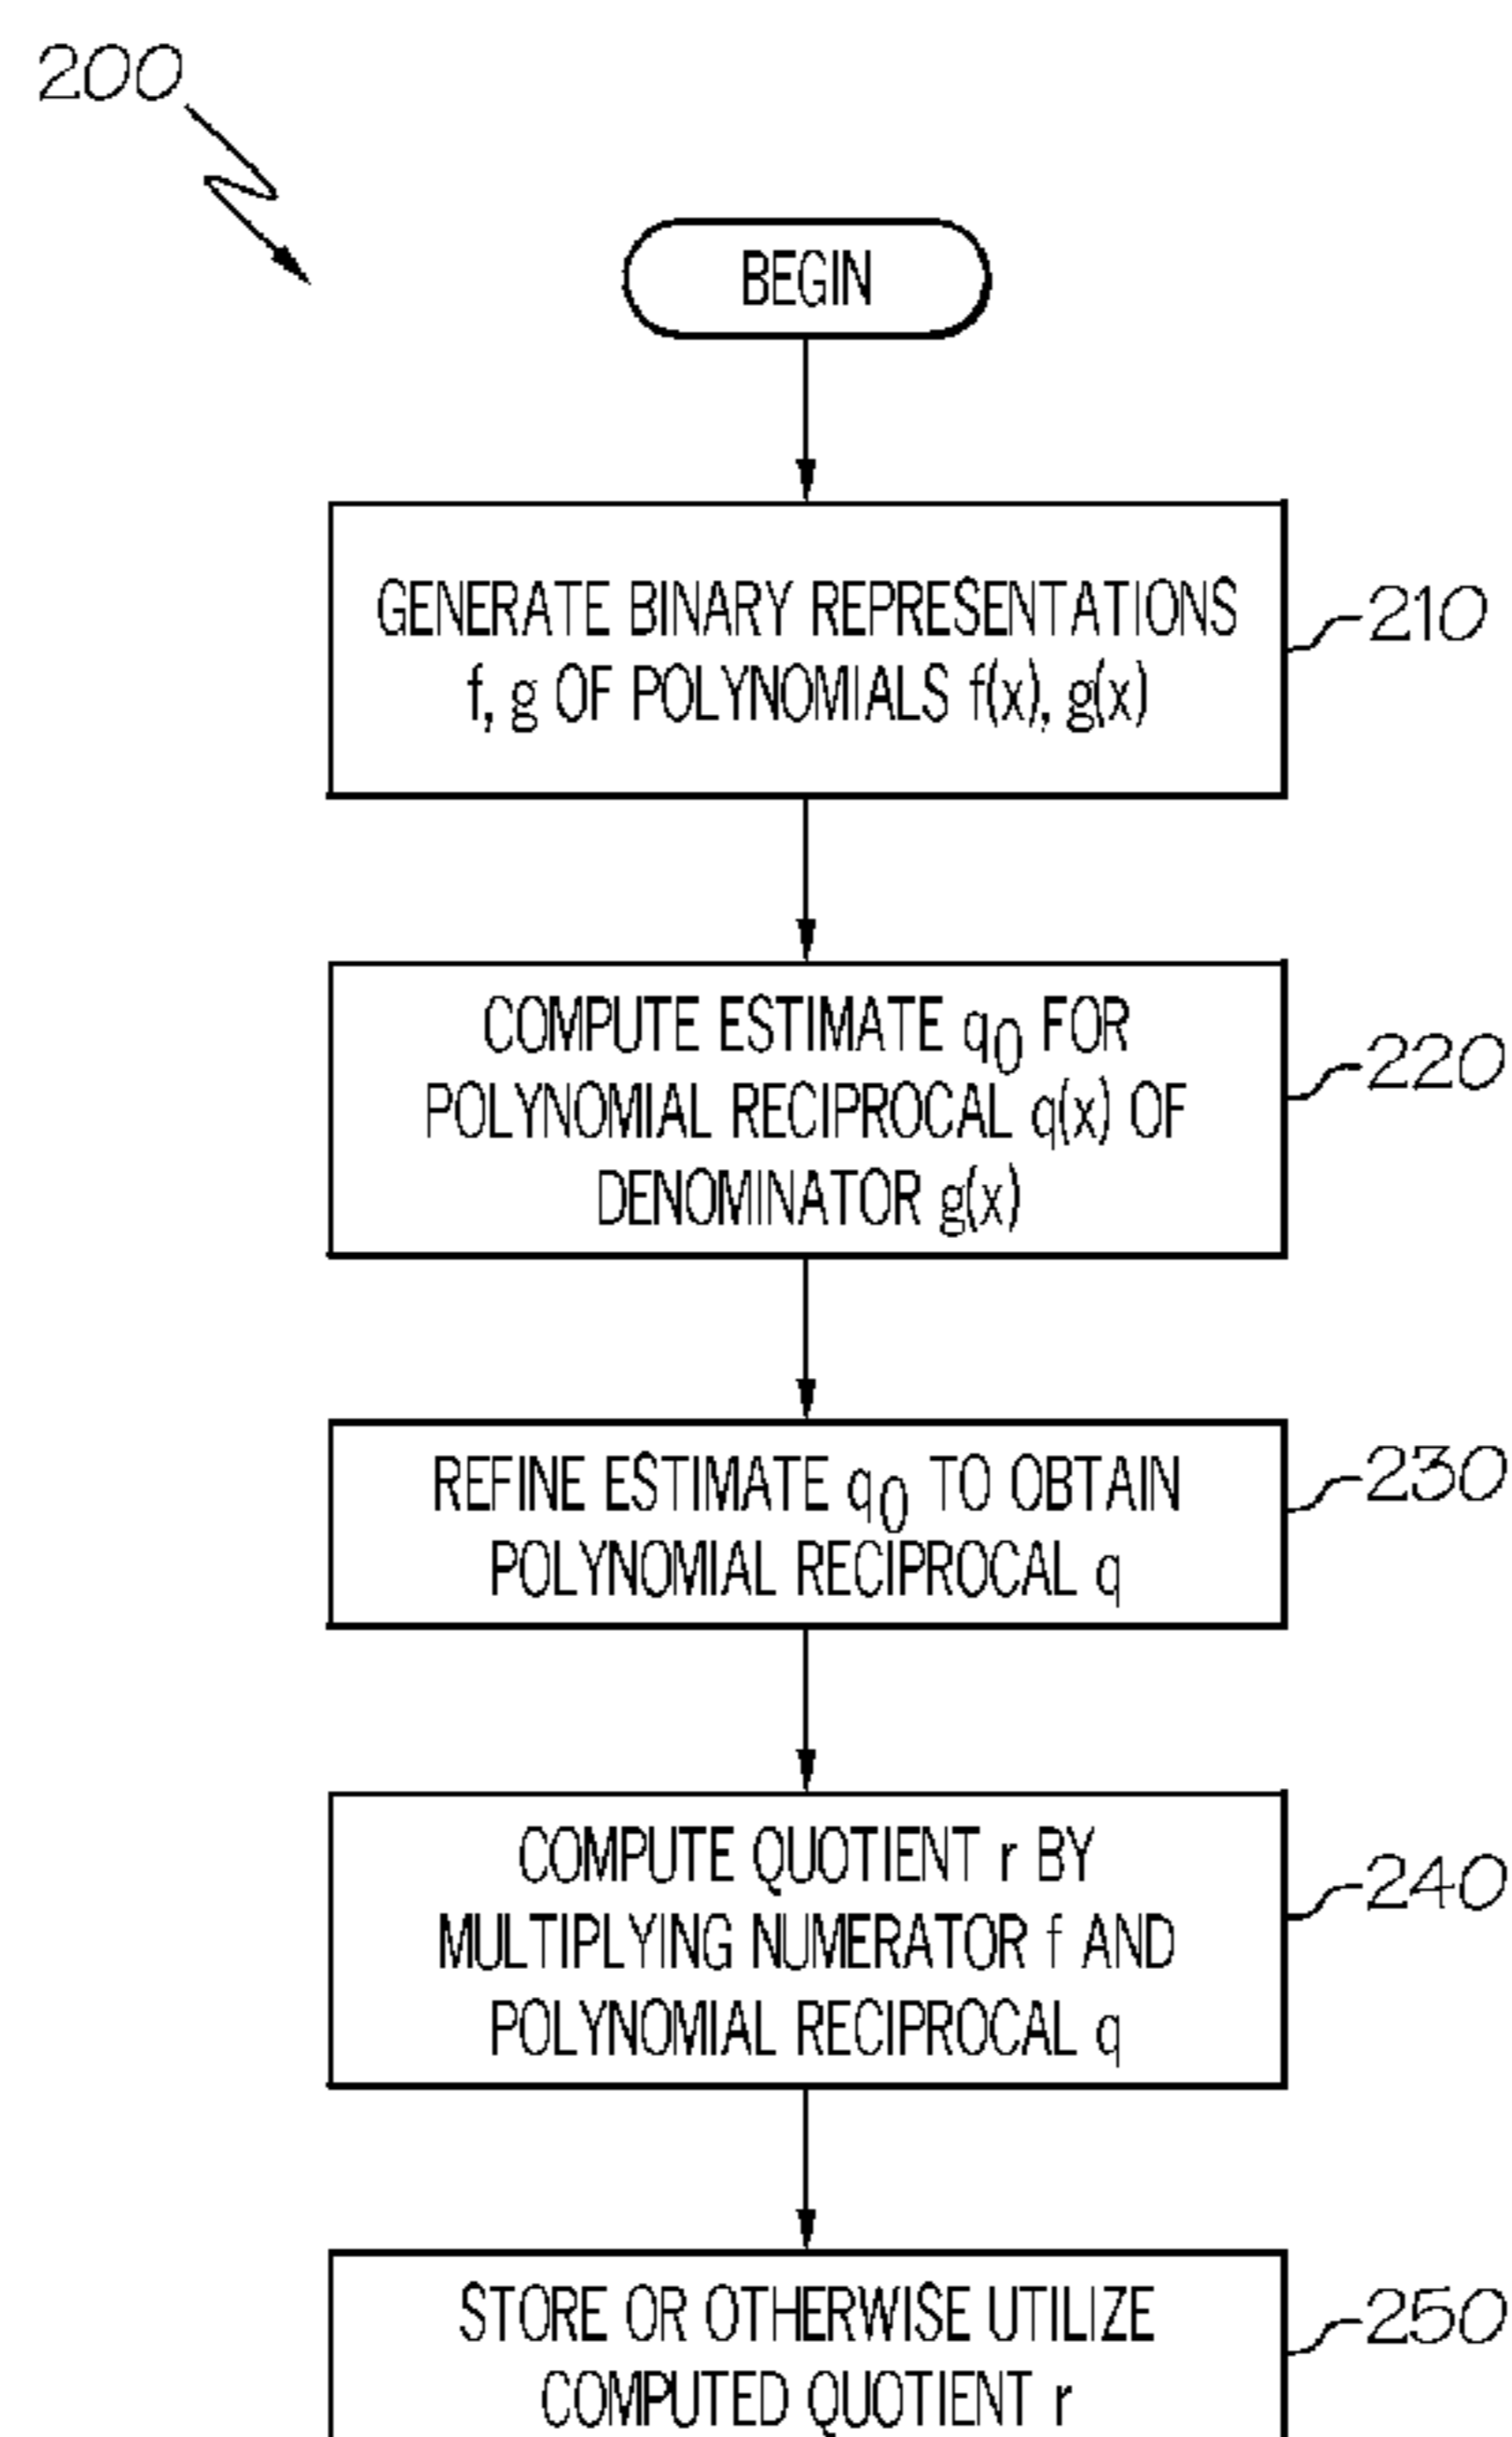 200
BEGIN
GENERATE BINARY REPRESENTATIONS
f, g OF POLYNOMIALS f(x), g(x)
210
COMPUTE ESTIMATE q0 FOR
POLYNOMIAL RECIPROCAL q(x) OF
DENOMINATOR g(x)
220
REFINE ESTIMATE q0 TO OBTAIN
POLYNOMIAL RECIPROCAL q
230
COMPUTE QUOTIENT r BY
MULTIPLYING NUMERATOR f AND
POLYNOMIAL RECIPROCAL q
240
STORE OR OTHERWISE UTILIZE
COMPUTED QUOTIENT r
250